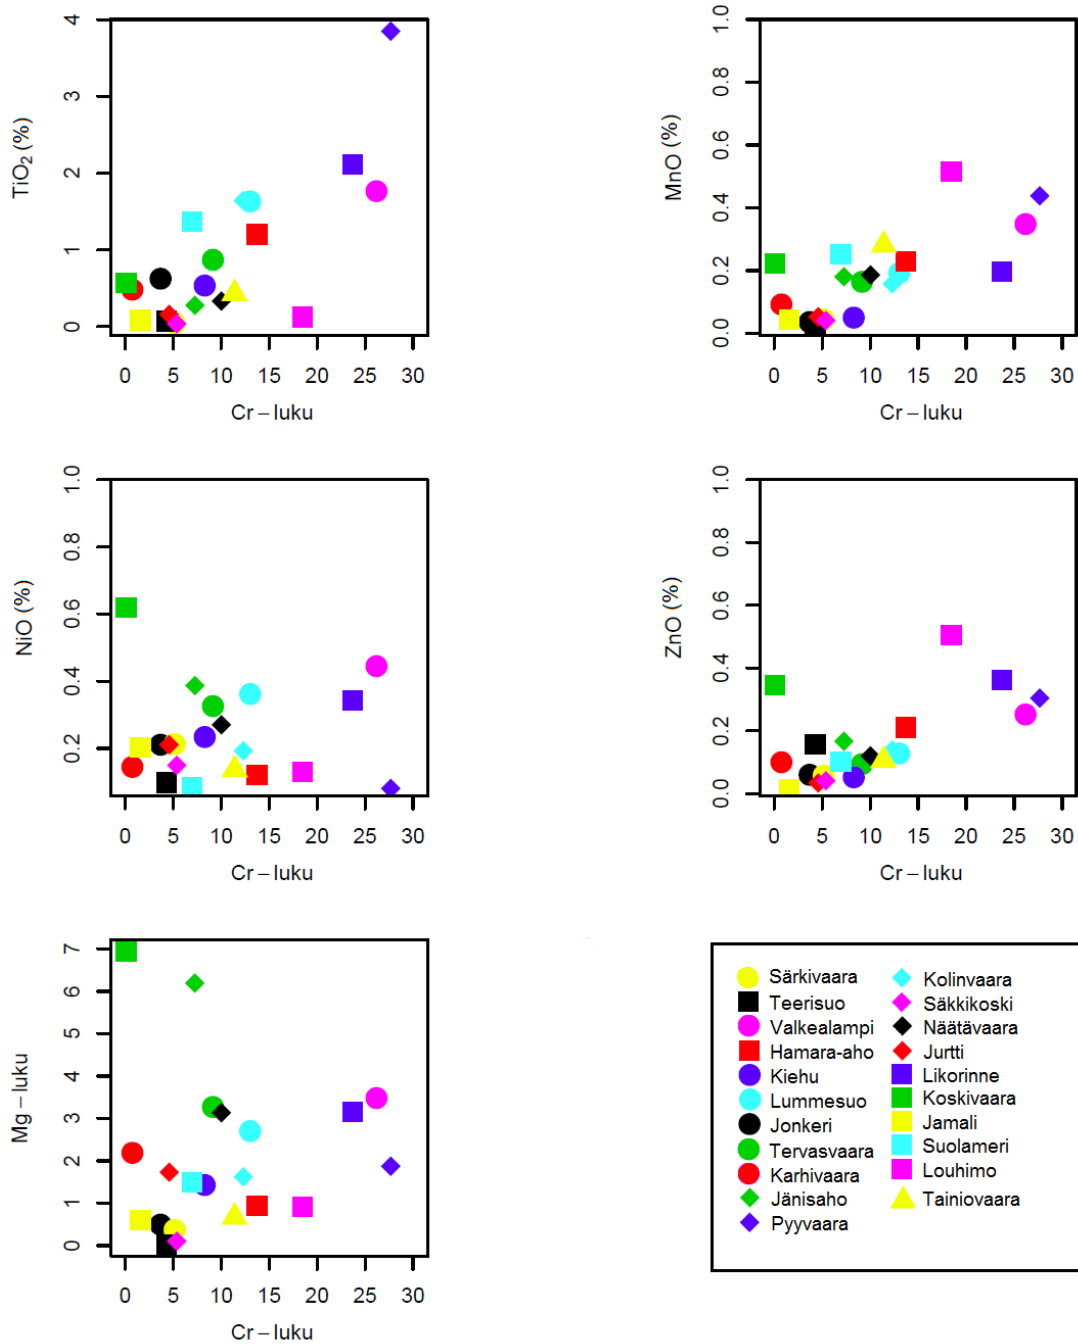 TiO2 (%)
4
3
2
1
0
0 5 10 15 20 25 30
Cr – luku
MnO (%)
1.0
0.8
0.6
0.4
0.2
0.0
0 5 10 15 20 25 30
Cr – luku
NiO (%)
1.0
0.8
0.6
0.4
0.2
0 5 10 15 20 25 30
Cr – luku
ZnO (%)
1.0
0.8
0.6
0.4
0.2
0.0
0 5 10 15 20 25 30
Cr – luku
Mg – luku
7
6
5
4
3
2
1
0
0 5 10 15 20 25 30
Cr – luku
Särkivaara
Teerisuo
Valkealampi
Hamara-aho
Kiehu
Lummesuo
Jonkeri
Tervasvaara
Karhivaara
Jänisaho
Pyyvaara
Kolinvaara
Säkkikoski
Näätävaara
Jurtti
Likorinne
Koskivaara
Jamali
Suolameri
Louhimo
Tainiovaara